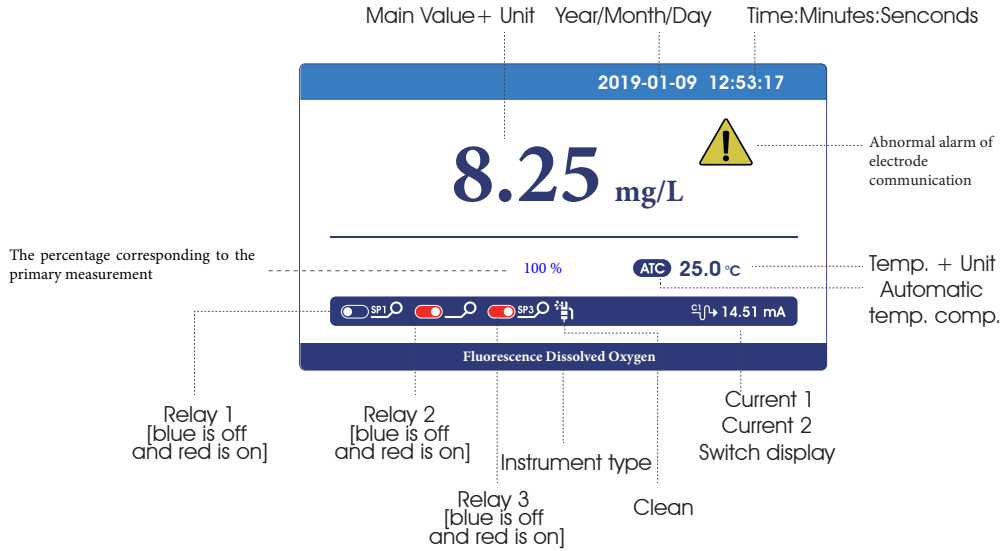 Main Value+ Unit Year/Month/Day Time:Minutes:Senconds
2019-01-09 12:53:17
8.25 mg/L
Abnormal alarm of
electrode
communication
The percentage corresponding to the
primary measurement
100 %
ATC 25.0 °C
Temp. + Unit
Automatic
temp. comp.
SP1 SP3 14.51 mA
Fluorescence Dissolved Oxygen
Relay 1
[blue is off
and red is on]
Relay 2
[blue is off
and red is on]
Instrument type
Relay 3
[blue is off
and red is on]
Clean
Current 1
Current 2
Switch display